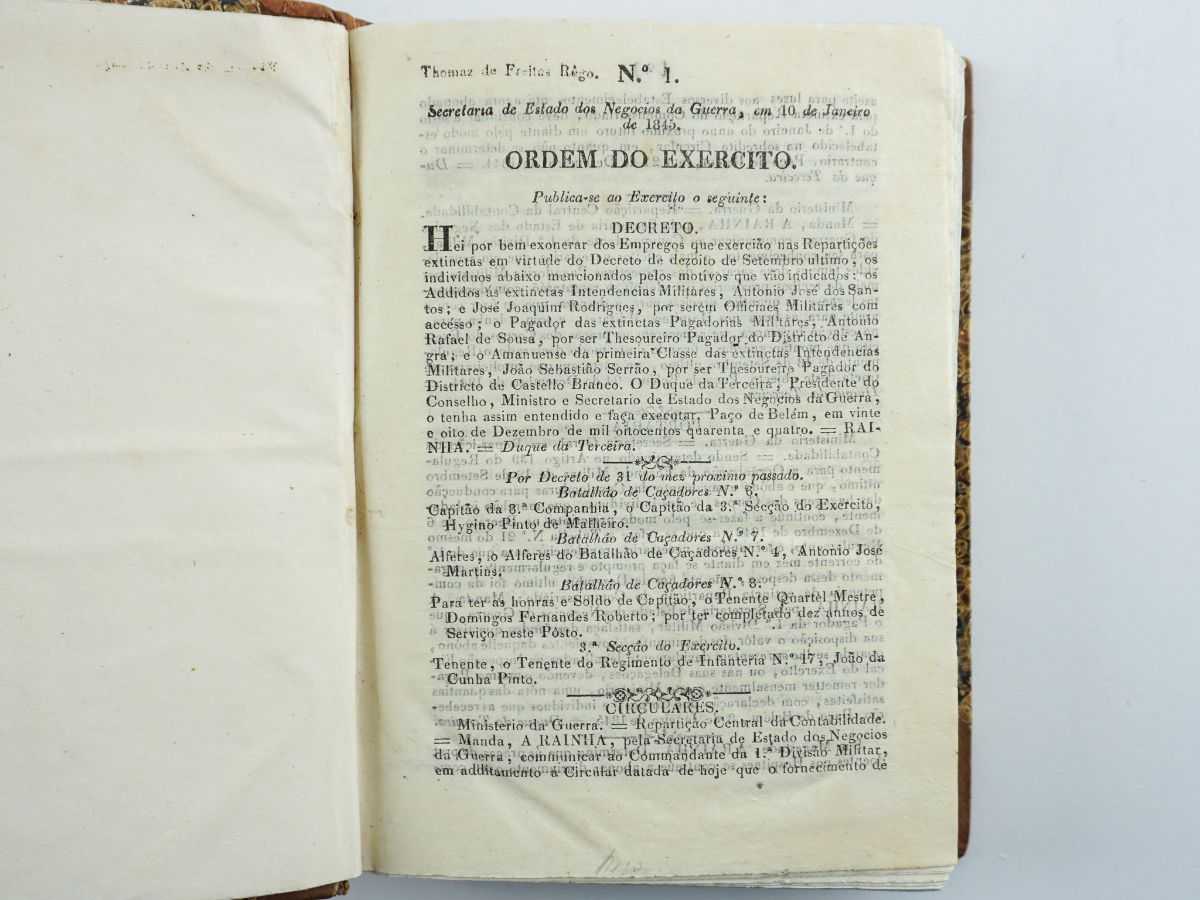 Thomaz de Freitas Rêgo. N.º 1.
Secretaria de Estado dos Negocios da Guerra, em 10 de Janeiro
de 1845.
ORDEM DO EXERCITO.
Publica-se ao Exercito o seguinte:
DECRETO.
Hei por bem exonerar dos Empregos que exercião nas Repartições
extinctas em virtude do Decreto de dezoito de Setembro ultimo, os
individuos abaixo mencionados pelos motivos que vão indicados: os
Addidos ás extinctas Intendencias Militares, Antonio José dos San-
tos; e José Joaquim Rodrigues, por serem Officiaes Militares com
accesso; o Pagador das extinctas Pagadorias Militares, Antonio
Rafael de Sousa, por ser Thesoureiro Pagador do Districto de An-
gra; e o Amanuense da primeira Classe das extinctas Intendencias
Militares, João Sebastião Serrão, por ser Thesoureiro Pagador do
Districto de Castello Branco. O Duque da Terceira, Presidente do
Conselho, Ministro e Secretario de Estado dos Negocios da Guerra,
o tenha assim entendido e faça executar. Paço de Belém, em vinte
e oito de Dezembro de mil oitocentos quarenta e quatro. = RAI-
NHA. = Duque da Terceira.
Por Decreto de 31 do mez proximo passado.
Batalhão de Caçadores N.º 6.
Capitão da 8.ª Companhia, o Capitão da 3.ª Secção do Exercito,
Hygino Pinto de Malheiro.
Batalhão de Caçadores N.º 7.
Alferes, o Alferes do Batalhão de Caçadores N.º 4, Antonio José
Martins.
Batalhão de Caçadores N.º 8.
Para ter as honras e Soldo de Capitão, o Tenente Quartel Mestre,
Domingos Fernandes Roberto; por ter completado dez annos de
Serviço neste Posto.
3.ª Secção do Exercito.
Tenente, o Tenente do Regimento de Infanteria N.º 17, João da
Cunha Pinto.
CIRCULARES.
Ministerio da Guerra. = Repartição Central da Contabilidade.
= Manda, A RAINHA, pela Secretaria de Estado dos Negocios
da Guerra, communicar ao Commandante da 1.ª Divisão Militar,
em additamento á Circular datada de hoje que o fornecimento de
*